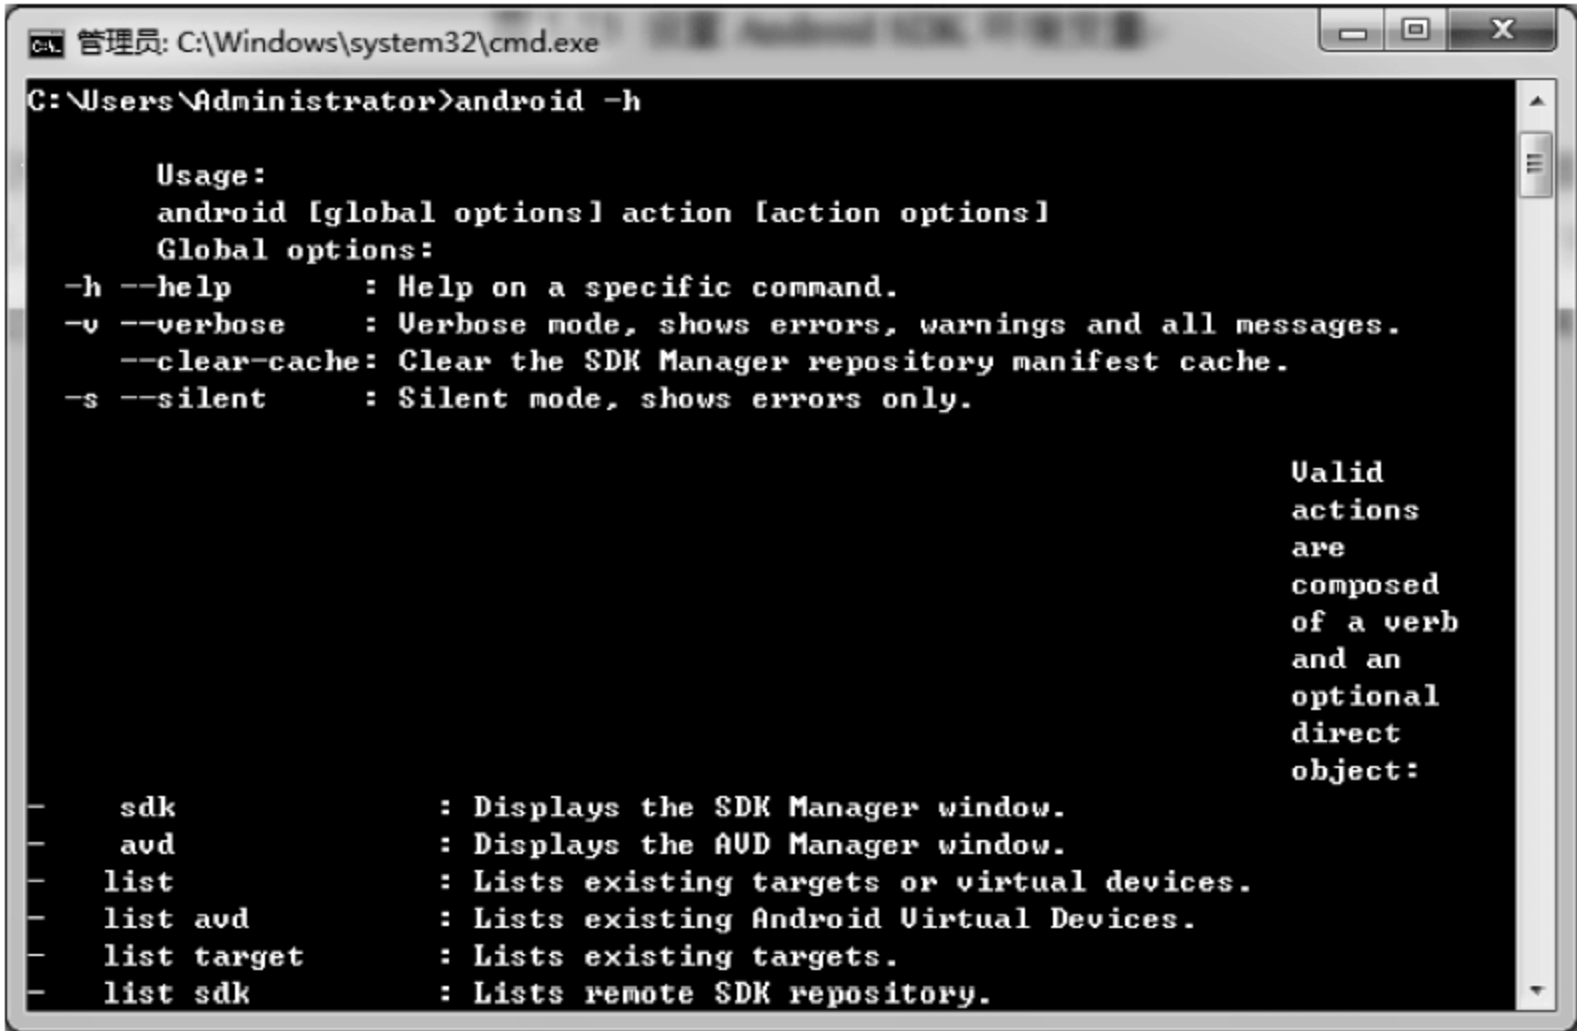 管理员: C:\Windows\system32\cmd.exe
C:\Users\Administrator>android -h
Usage:
android [global options] action [action options]
Global options:
-h --help : Help on a specific command.
-v --verbose : Verbose mode, shows errors, warnings and all messages.
--clear-cache: Clear the SDK Manager repository manifest cache.
-s --silent : Silent mode, shows errors only.
Valid
actions
are
composed
of a verb
and an
optional
direct
object:
- sdk : Displays the SDK Manager window.
- avd : Displays the AVD Manager window.
- list : Lists existing targets or virtual devices.
- list avd : Lists existing Android Virtual Devices.
- list target : Lists existing targets.
- list sdk : Lists remote SDK repository.